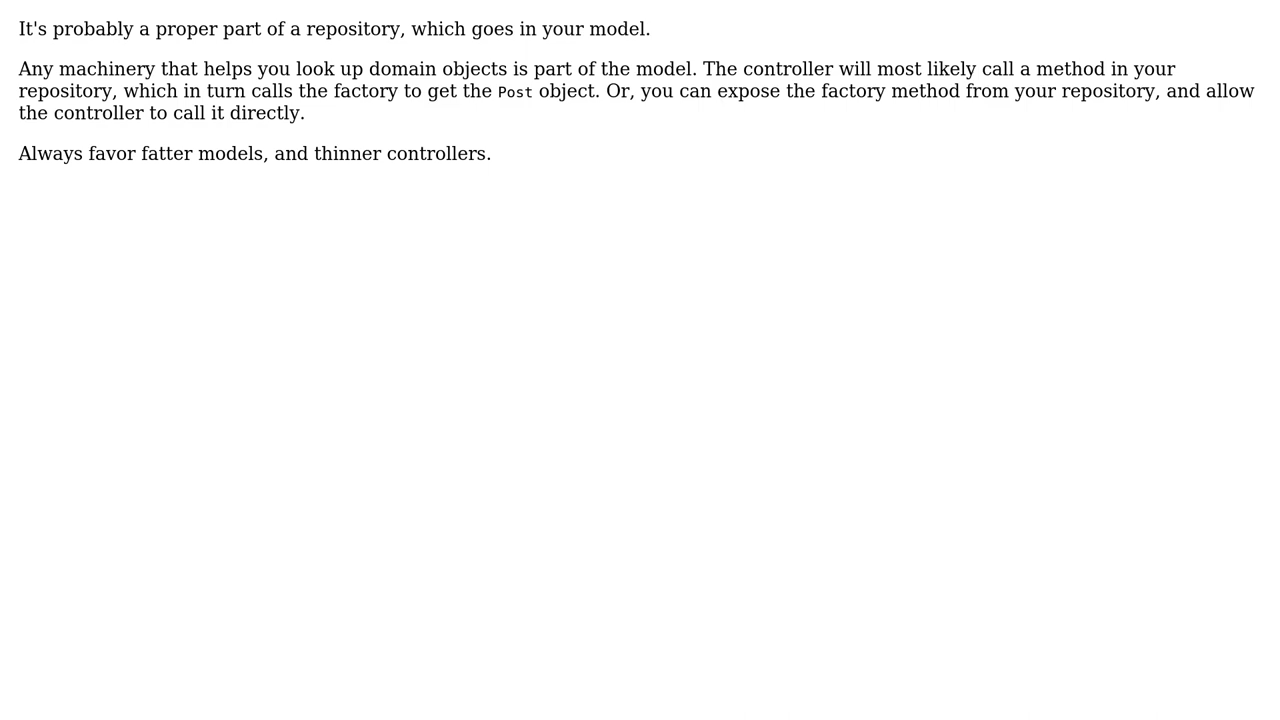 It's probably a proper part of a repository, which goes in your model.
Any machinery that helps you look up domain objects is part of the model. The controller will most likely call a method in your
repository, which in turn calls the factory to get the Post object. Or, you can expose the factory method from your repository, and allow
the controller to call it directly.
Always favor fatter models, and thinner controllers.